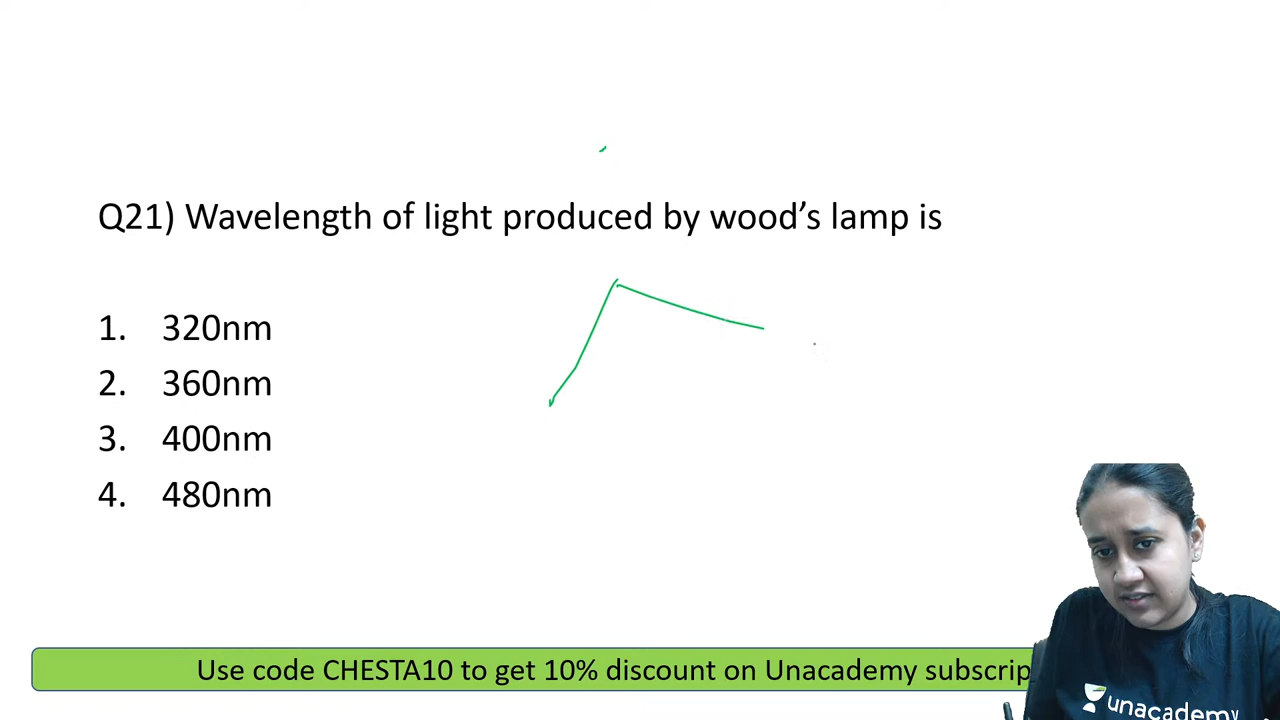 Q21) Wavelength of light produced by wood’s lamp is
1. 320nm
2. 360nm
3. 400nm
4. 480nm
Use code CHESTA10 to get 10% discount on Unacademy subscrip
unacademy